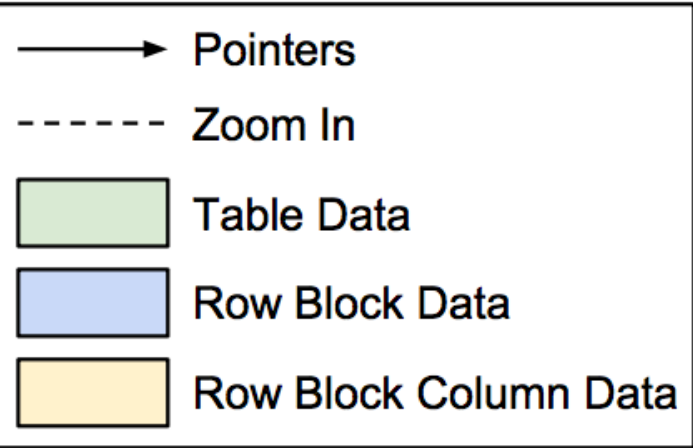 Pointers
Zoom In
Table Data
Row Block Data
Row Block Column Data